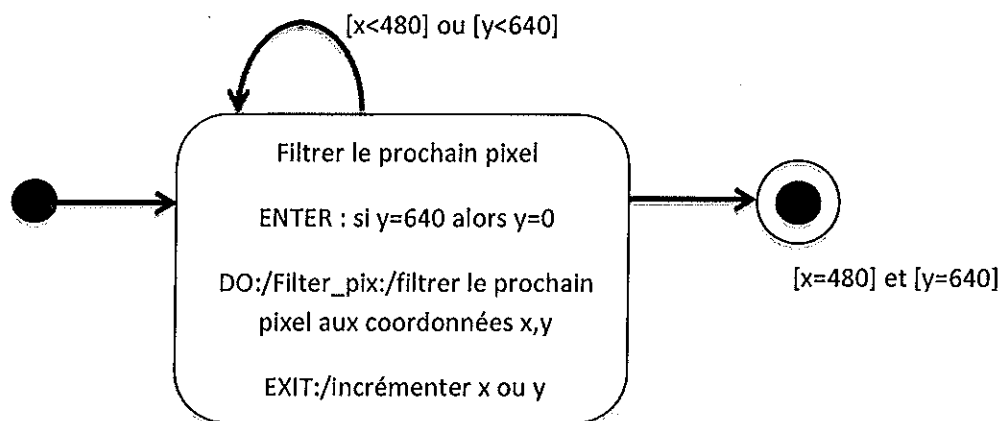 [x<480] ou [y<640]
Filtrer le prochain pixel
ENTER : si y=640 alors y=0
DO:/Filter_pix:/filtrer le prochain
pixel aux coordonnées x,y
EXIT:/incrémenter x ou y
[x=480] et [y=640]